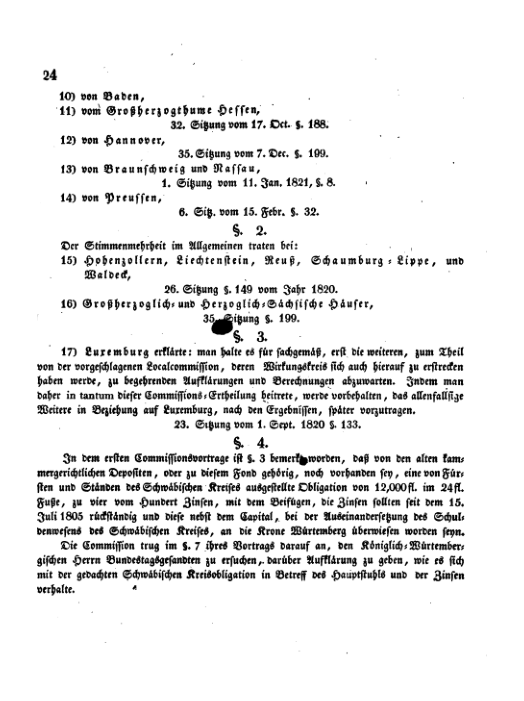 24
10) von Baden,
11) vom Großherzogthume Hessen,
32. Sitzung vom 17. Oct. §. 188.
12) von Hannover,
35. Sitzung vom 7. Dec. §. 199.
13) von Braunschweig und Nassau,
1. Sitzung vom 11. Jan. 1821, §. 8.
14) von Preussen,
6. Sitz. vom 15. Febr. §. 32.
§. 2.
Der Stimmenmehrheit im Allgemeinen traten bei:
15) Hohenzollern, Liechtenstein, Reuß, Schaumburg-Lippe, und
Waldeck,
26. Sitzung §. 149 vom Jahr 1820.
16) Großherzoglich- und Herzoglich-Sächsische Häuser,
35. Sitzung §. 199.
§. 3.
17) Luxemburg erklärte: man halte es für sachgemäß, erst die weiteren, zum Theil
von der vorgeschlagenen Localcommission, deren Wirkungskreis sich auch hierauf zu erstrecken
haben werde, zu begehrenden Aufklärungen und Berechnungen abzuwarten. Indem man
daher in tantum dieser Commissions-Ertheilung beitrete, werde vorbehalten, das allenfallsige
Weitere in Beziehung auf Luxemburg, nach den Ergebnissen, später vorzutragen.
23. Sitzung vom 1. Sept. 1820 §. 133.
§. 4.
In dem ersten Commissionsvortrage ist §. 3 bemerkt worden, daß von den alten kam-
mergerichtlichen Depositen, oder zu diesem Fond gehörig, noch vorhanden sey, eine von Für-
sten und Ständen des Schwäbischen Kreises ausgestellte Obligation von 12,000 fl. im 24 fl.
Fuße, zu vier vom Hundert Zinsen, mit dem Beifügen, die Zinsen sollten seit dem 15.
Juli 1805 rückständig und diese nebst dem Capital, bei der Auseinandersetzung des Schul-
denwesens des Schwäbischen Kreises, an die Krone Würtemberg überwiesen worden seyn.
Die Commission trug im §. 7 ihres Vortrags darauf an, den Königlich-Würtember-
gischen Herrn Bundestagsgesandten zu ersuchen, darüber Aufklärung zu geben, wie es sich
mit der gedachten Schwäbischen Kreisobligation in Betreff des Hauptstuhls und der Zinsen
verhalte.